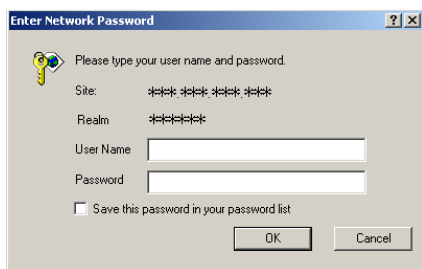 Enter Network Password
Please type your user name and password.
Site: ***.***.***.***
Realm ******
User Name
Password
Save this password in your password list
OK Cancel